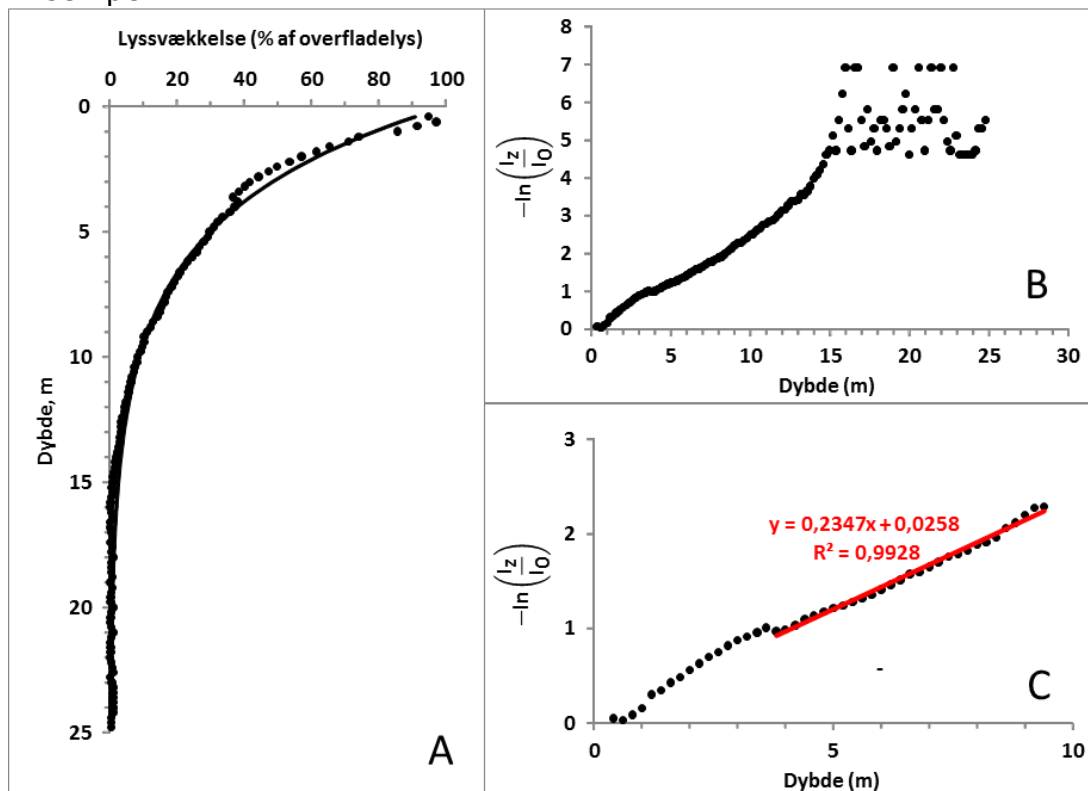 Lyssvækkelse (% af overfladelys)
0 20 40 60 80 100
0
5
10
15
20
25
Dybde, m
A
8
7
6
5
4
3
2
1
0
−ln(Iz/I0)
0 5 10 15 20 25 30
Dybde (m)
B
3
2
1
0
−ln(Iz/I0)
y = 0,2347x + 0,0258
R² = 0,9928
-
0 5 10
Dybde (m)
C